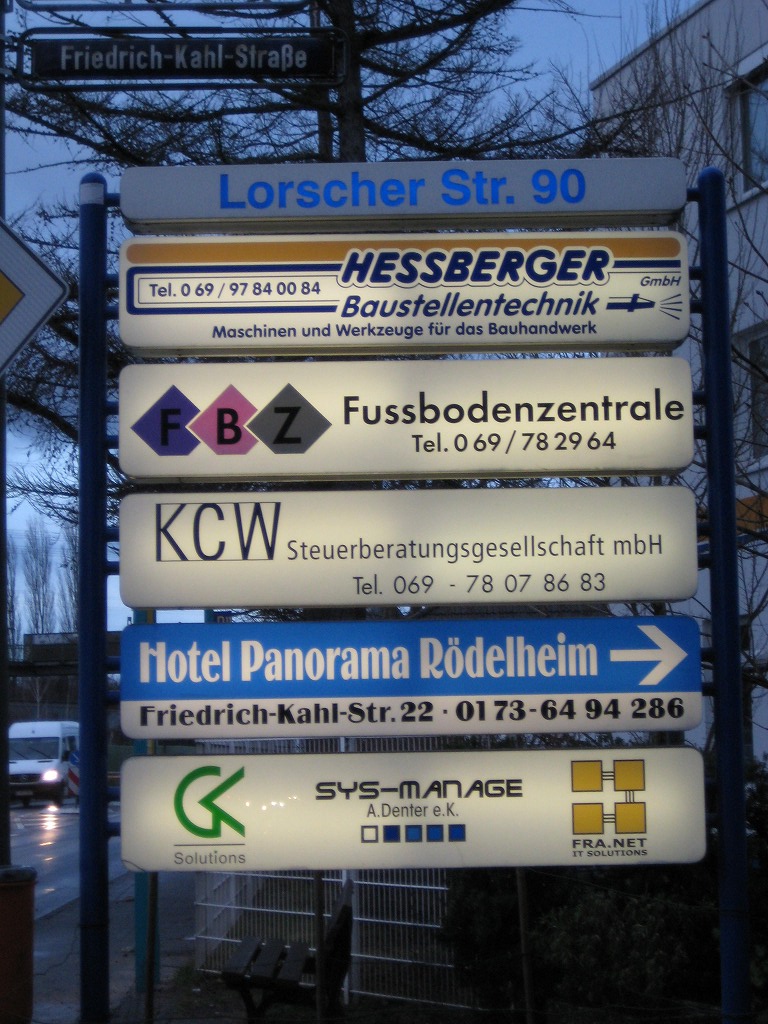 Friedrich-Kahl-Straße
Lorscher Str. 90
HESSBERGER
GmbH
Tel. 0 69 / 97 84 00 84
Baustellentechnik
Maschinen und Werkzeuge für das Bauhandwerk
F B Z
Fussbodenzentrale
Tel. 0 69 / 78 29 64
KCW Steuerberatungsgesellschaft mbH
Tel. 069 - 78 07 86 83
Hotel Panorama Rödelheim
Friedrich-Kahl-Str. 22 · 01 73 - 64 94 286
GK
Solutions
SYS-MANAGE
A.Denter e.K.
FRA.NET
IT SOLUTIONS